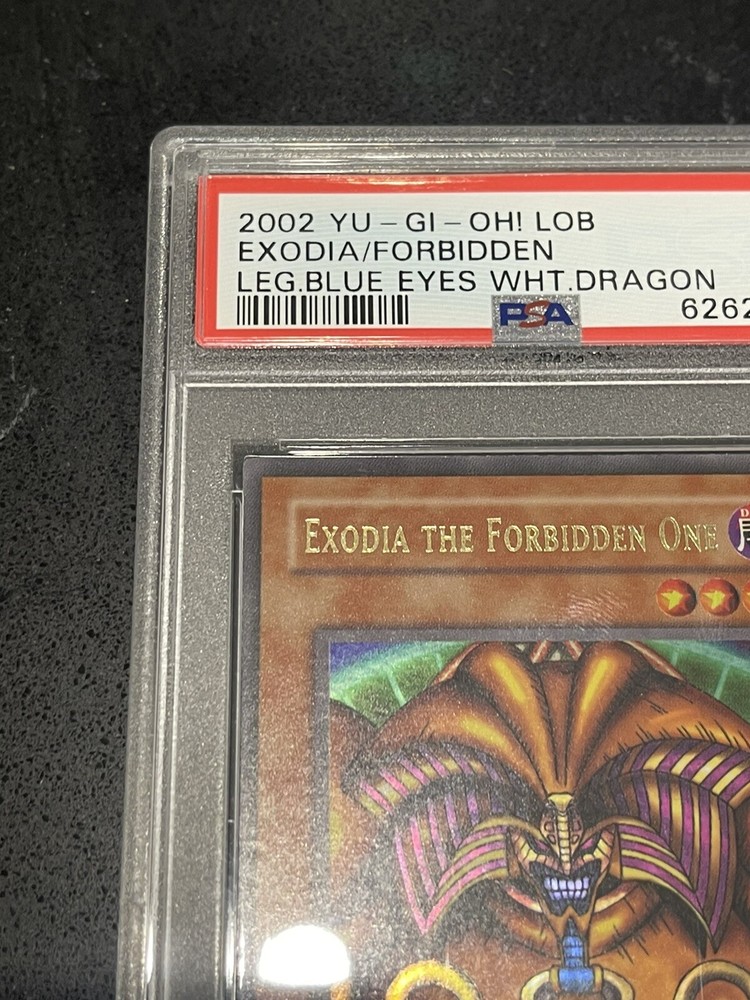 2002 YU-GI-OH! LOB
EXODIA/FORBIDDEN
LEG.BLUE EYES WHT.DRAGON
PSA 6262
EXODIA THE FORBIDDEN ONE